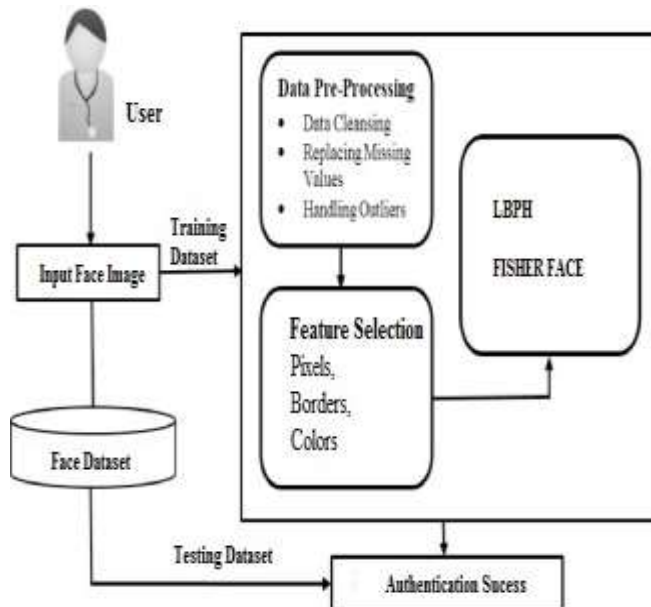 User
Input Face Image
Training
Dataset
Face Dataset
Testing Dataset
Data Pre-Processing
• Data Cleansing
• Replacing Missing
Values
• Handling Outliers
Feature Selection
Pixels,
Borders,
Colors
LBPH
FISHER FACE
Authentication Sucess